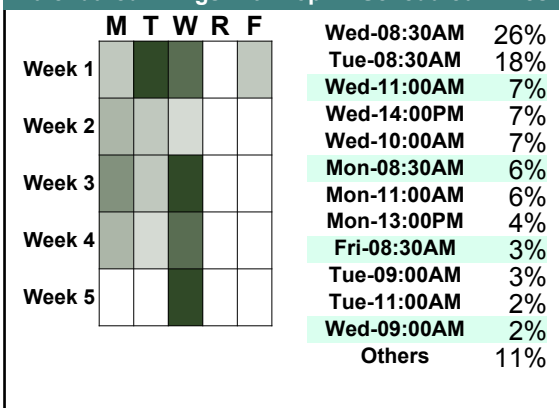 M T W R F
Week 1
Week 2
Week 3
Week 4
Week 5
Wed-08:30AM 26%
Tue-08:30AM 18%
Wed-11:00AM 7%
Wed-14:00PM 7%
Wed-10:00AM 7%
Mon-08:30AM 6%
Mon-11:00AM 6%
Mon-13:00PM 4%
Fri-08:30AM 3%
Tue-09:00AM 3%
Tue-11:00AM 2%
Wed-09:00AM 2%
Others 11%